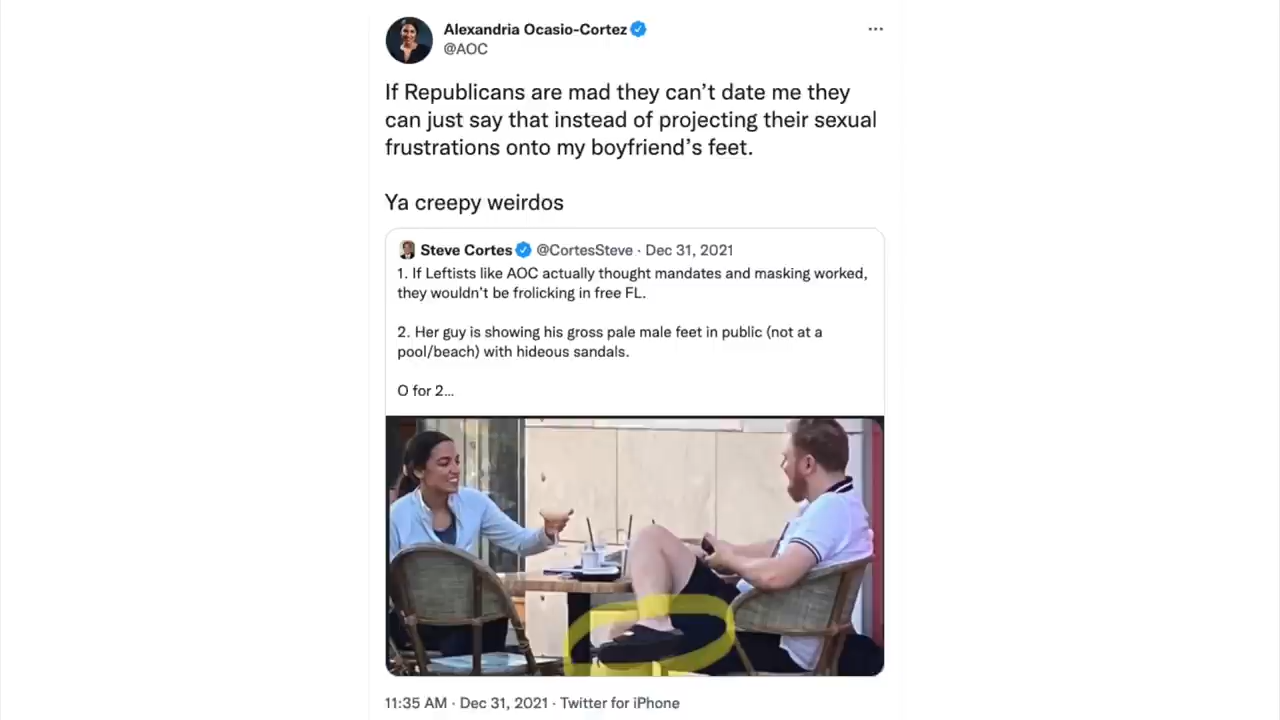 Alexandria Ocasio-Cortez
@AOC
If Republicans are mad they can’t date me they
can just say that instead of projecting their sexual
frustrations onto my boyfriend’s feet.
Ya creepy weirdos
Steve Cortes @CortesSteve · Dec 31, 2021
1. If Leftists like AOC actually thought mandates and masking worked,
they wouldn’t be frolicking in free FL.
2. Her guy is showing his gross pale male feet in public (not at a
pool/beach) with hideous sandals.
O for 2...
11:35 AM · Dec 31, 2021 · Twitter for iPhone